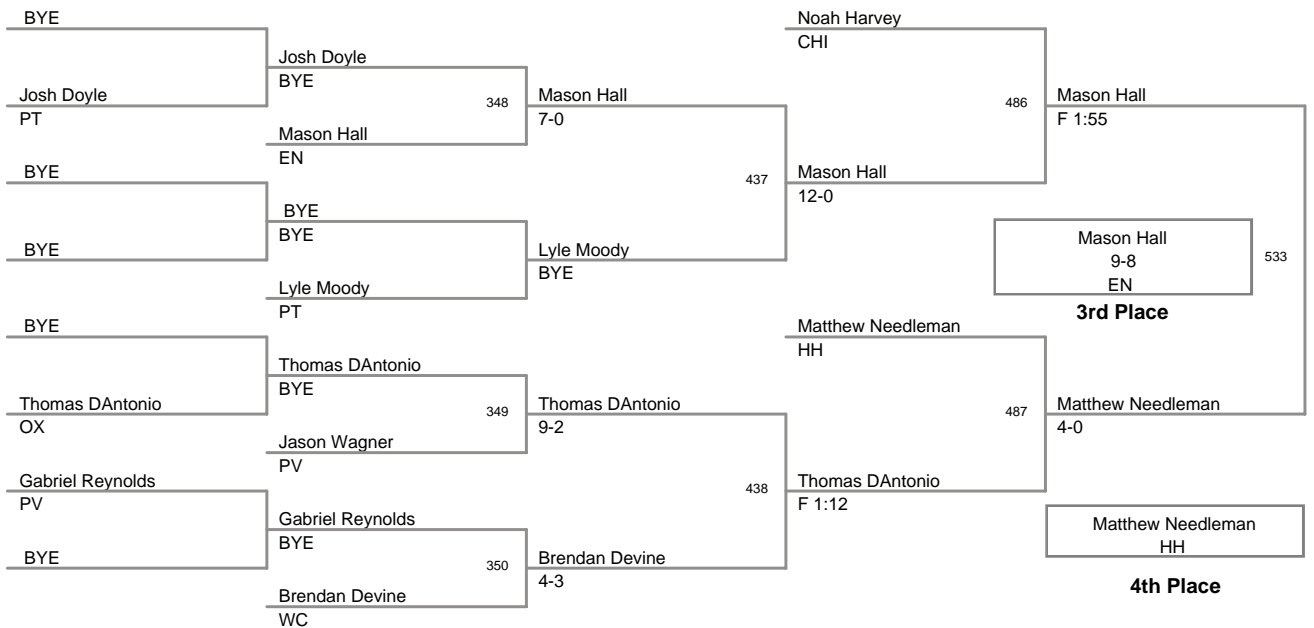 BYE
Josh Doyle
PT
BYE
BYE
BYE
Thomas DAntonio
OX
Gabriel Reynolds
PV
BYE
Josh Doyle
BYE
348
Mason Hall
EN
BYE
BYE
Lyle Moody
PT
Thomas DAntonio
BYE
349
Jason Wagner
PV
Gabriel Reynolds
BYE
350
Brendan Devine
WC
Mason Hall
7-0
437
Lyle Moody
BYE
Thomas DAntonio
9-2
438
Brendan Devine
4-3
Noah Harvey
CHI
486
Mason Hall
12-0
Matthew Needleman
HH
487
Thomas DAntonio
F 1:12
Mason Hall
F 1:55
Mason Hall
9-8
EN
533
3rd Place
Matthew Needleman
4-0
Matthew Needleman
HH
4th Place